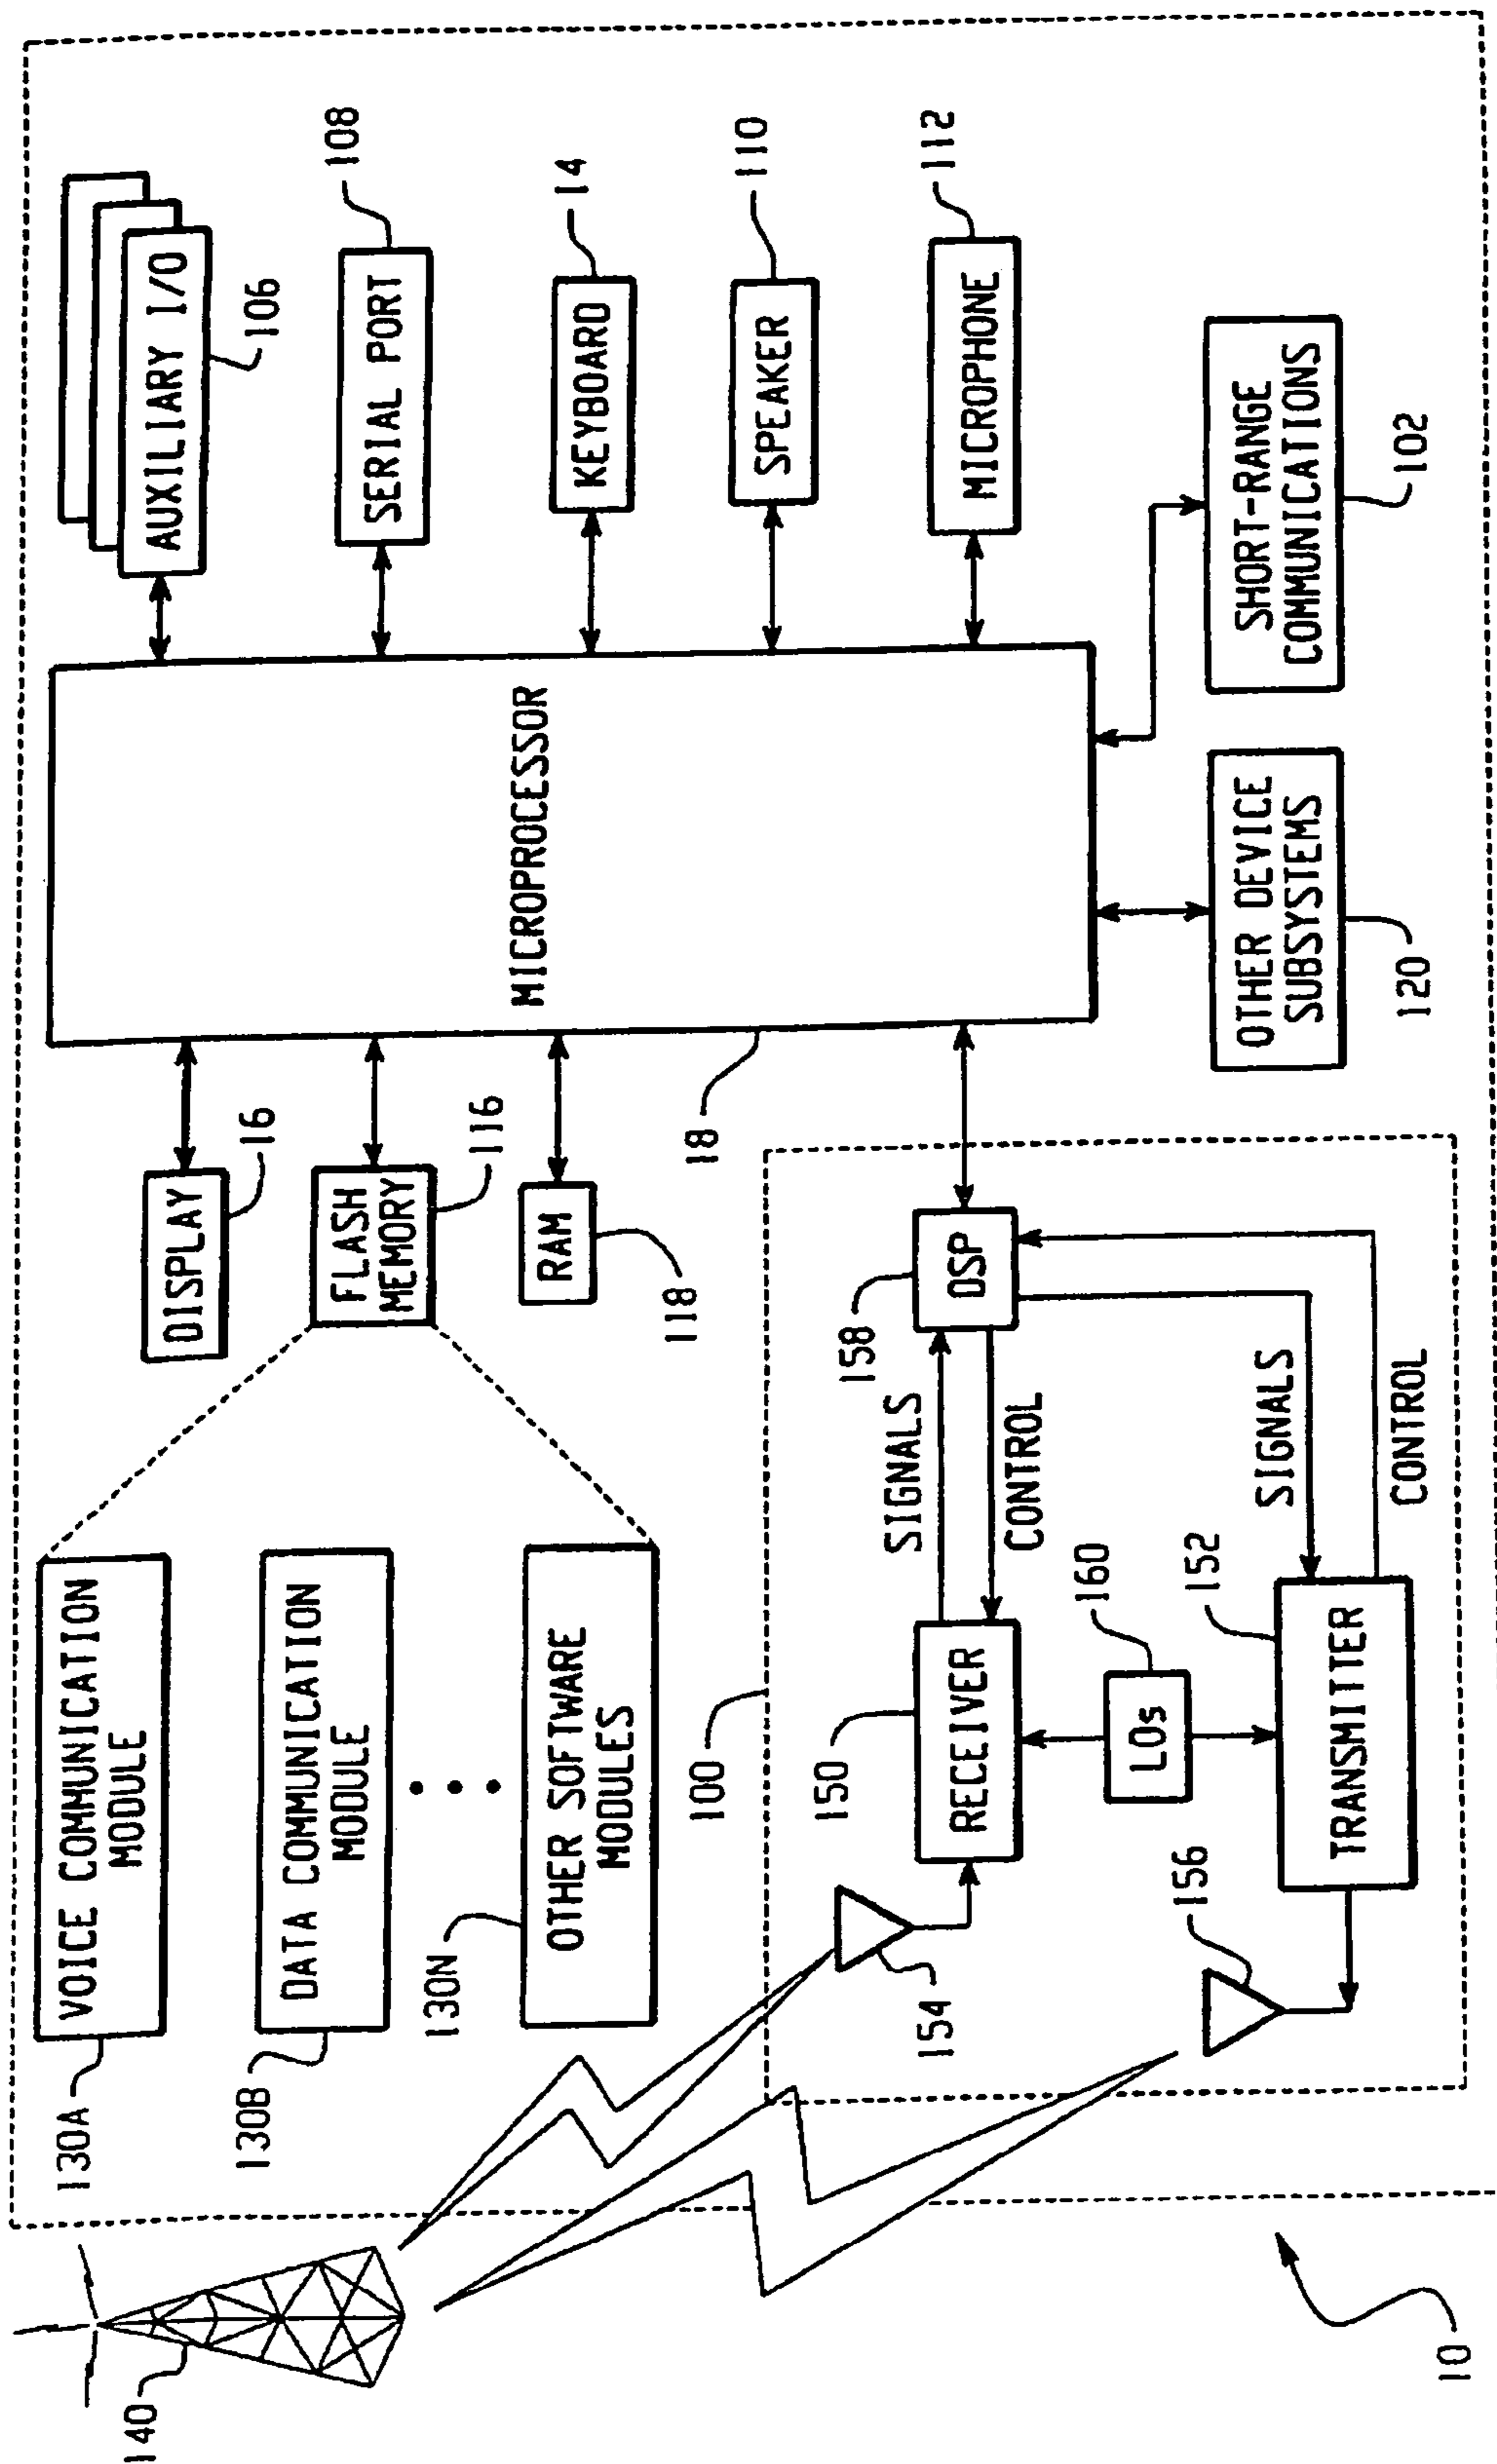 140
130A
VOICE COMMUNICATION
MODULE
130B
DATA COMMUNICATION
MODULE
130N
OTHER SOFTWARE
MODULES
DISPLAY
16
FLASH
MEMORY
116
RAM
118
MICROPROCESSOR
18
AUXILIARY I/O
106
SERIAL PORT
108
KEYBOARD
14
SPEAKER
110
MICROPHONE
112
SHORT-RANGE
COMMUNICATIONS
102
OTHER DEVICE
SUBSYSTEMS
120
100
150
RECEIVER
154
SIGNALS
CONTROL
158
DSP
160
LOs
152
TRANSMITTER
156
SIGNALS
CONTROL
10